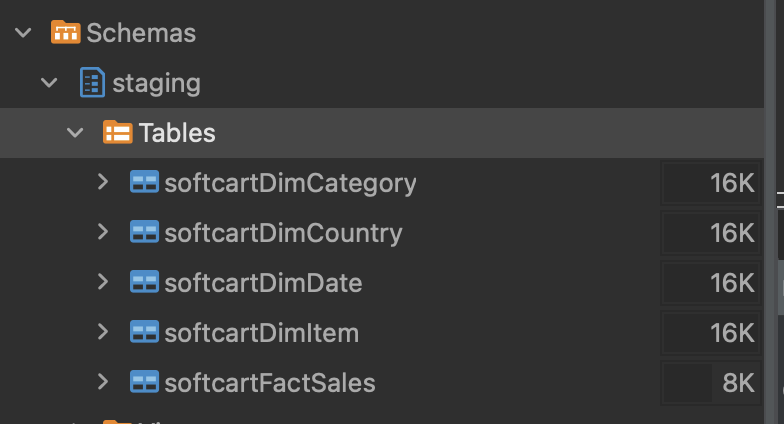 Schemas
staging
Tables
softcartDimCategory 16K
softcartDimCountry 16K
softcartDimDate 16K
softcartDimItem 16K
softcartFactSales 8K